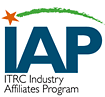 IAP
ITRC Industry
Affiliates Program